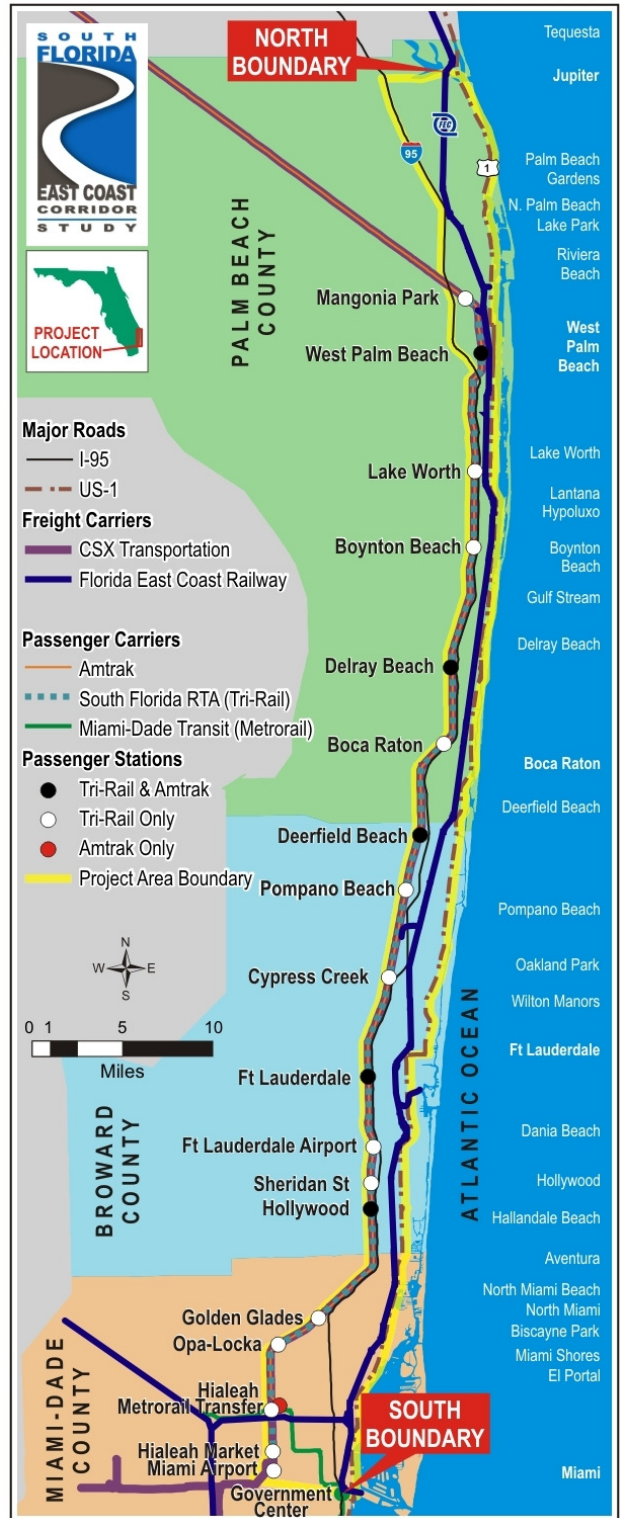 SOUTH
FLORIDA
EAST COAST
CORRIDOR
STUDY
PROJECT
LOCATION
NORTH
BOUNDARY
95
1
FEC
PALM BEACH
COUNTY
Mangonia Park
West Palm Beach
Lake Worth
Boynton Beach
Delray Beach
Boca Raton
Deerfield Beach
Pompano Beach
Cypress Creek
Ft Lauderdale
Ft Lauderdale Airport
Sheridan St
Hollywood
Golden Glades
Opa-Locka
Hialeah
Metrorail Transfer
Hialeah Market
Miami Airport
Government
Center
SOUTH
BOUNDARY
Major Roads
I-95
US-1
Freight Carriers
CSX Transportation
Florida East Coast Railway
Passenger Carriers
Amtrak
South Florida RTA (Tri-Rail)
Miami-Dade Transit (Metrorail)
Passenger Stations
Tri-Rail & Amtrak
Tri-Rail Only
Amtrak Only
Project Area Boundary
N
W E
S
0 1 5 10
Miles
BROWARD
COUNTY
MIAMI-DADE
COUNTY
ATLANTIC OCEAN
Tequesta
Jupiter
Palm Beach
Gardens
N. Palm Beach
Lake Park
Riviera
Beach
West
Palm
Beach
Lake Worth
Lantana
Hypoluxo
Boynton
Beach
Gulf Stream
Delray Beach
Boca Raton
Deerfield Beach
Pompano Beach
Oakland Park
Wilton Manors
Ft Lauderdale
Dania Beach
Hollywood
Hallandale Beach
Aventura
North Miami Beach
North Miami
Biscayne Park
Miami Shores
El Portal
Miami